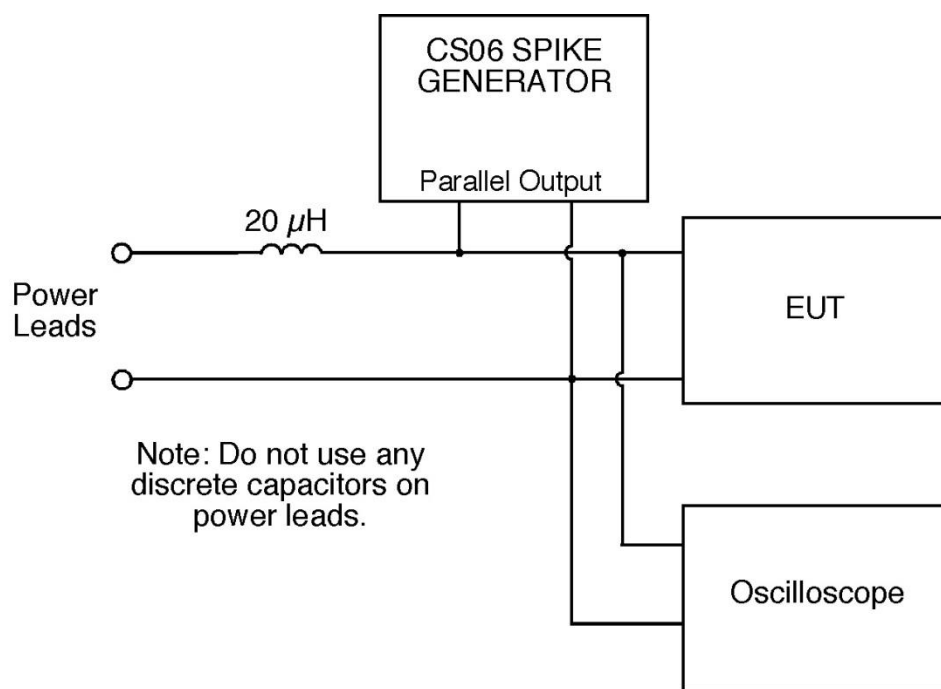 CS06 SPIKE
GENERATOR
Parallel Output
20 µH
Power
Leads
EUT
Note: Do not use any
discrete capacitors on
power leads.
Oscilloscope